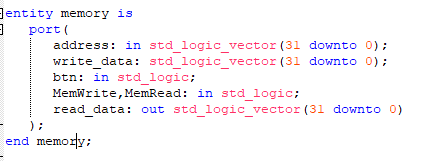 entity memory is
port(
address: in std_logic_vector(31 downto 0);
write_data: in std_logic_vector(31 downto 0);
btn: in std_logic;
MemWrite,MemRead: in std_logic;
read_data: out std_logic_vector(31 downto 0)
);
end memory;